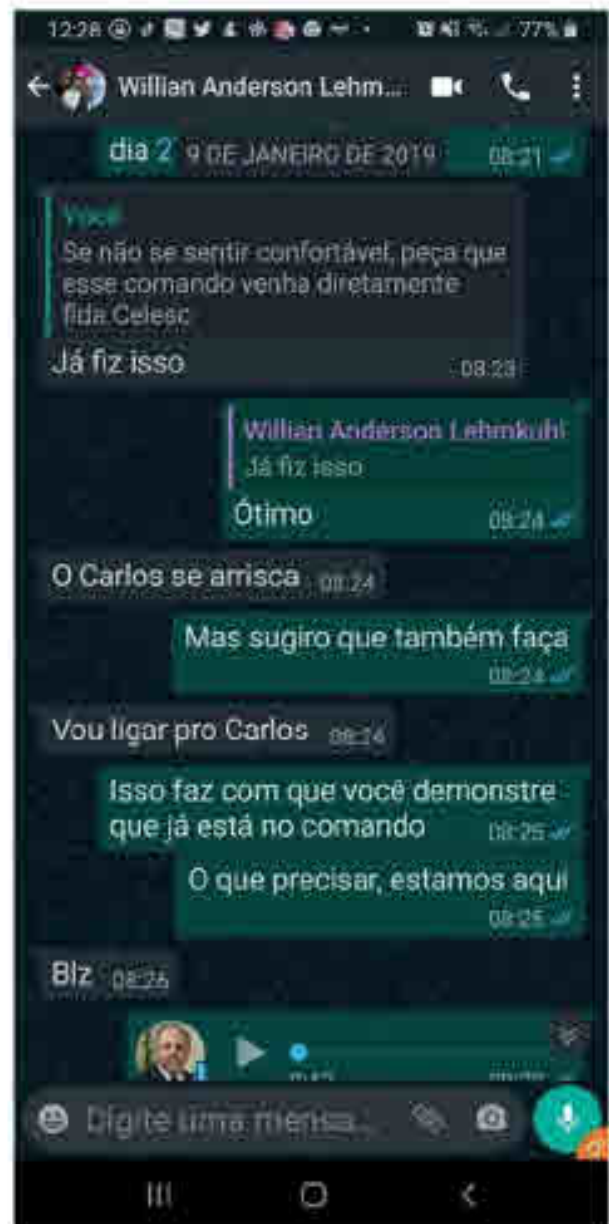 12:28 77%
Willian Anderson Lehm...
dia 2 9 DE JANEIRO DE 2019 08:21
Você
Se não se sentir confortável, peça que
esse comando venha diretamente
fida.Celesc
Já fiz isso 08:23
Willian Anderson Lehmkuhl
Já fiz isso
Ótimo 08:24
O Carlos se arrisca 08:24
Mas sugiro que também faça
08:24
Vou ligar pro Carlos 08:24
Isso faz com que você demonstre
que já está no comando 08:25
O que precisar, estamos aqui
08:25
Blz 08:26
Digite uma mensa...